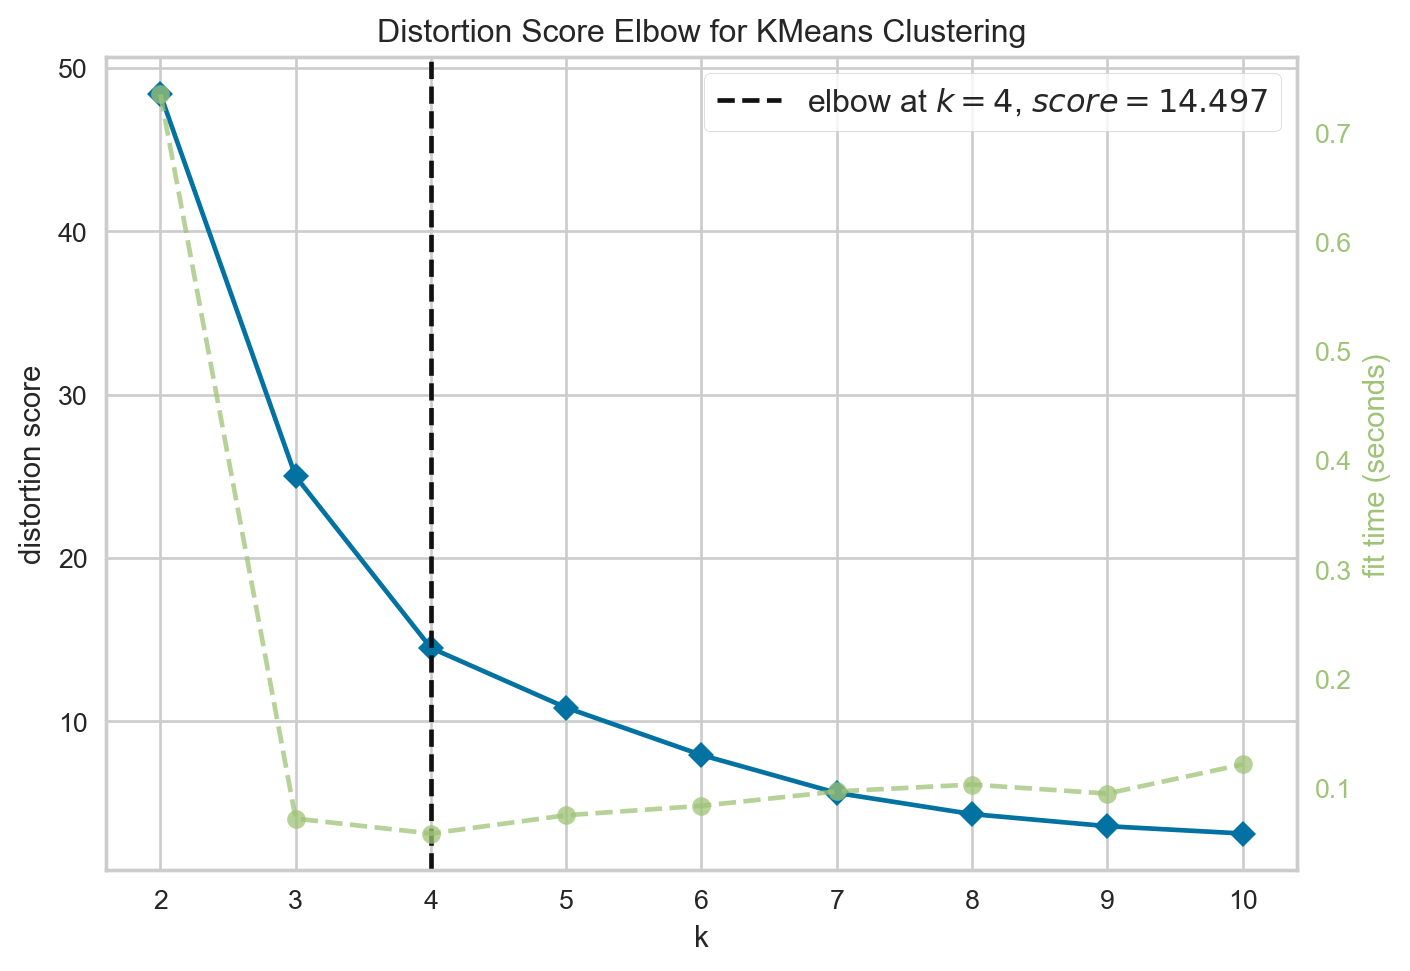 Distortion Score Elbow for KMeans Clustering
elbow at k = 4, score = 14.497
50
40
30
20
10
distortion score
0.7
0.6
0.5
0.4
0.3
0.2
0.1
fit time (seconds)
2 3 4 5 6 7 8 9 10
k